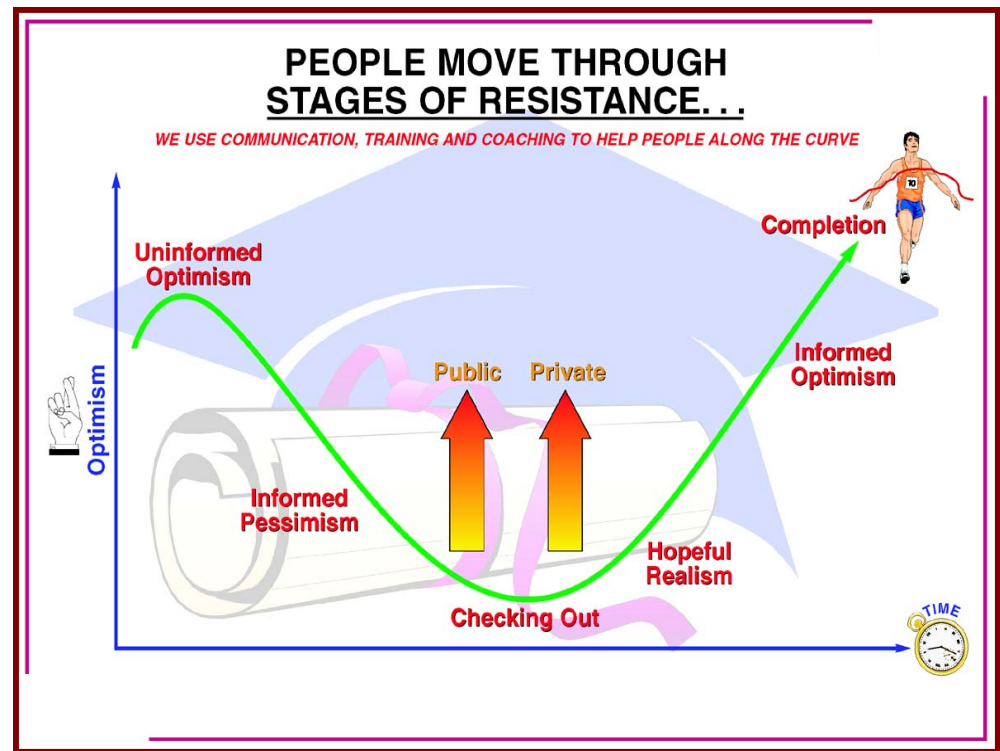 PEOPLE MOVE THROUGH
STAGES OF RESISTANCE. . .
WE USE COMMUNICATION, TRAINING AND COACHING TO HELP PEOPLE ALONG THE CURVE
10
Completion
Uninformed
Optimism
Informed
Optimism
Public Private
Optimism
Informed
Pessimism
Hopeful
Realism
Checking Out
TIME